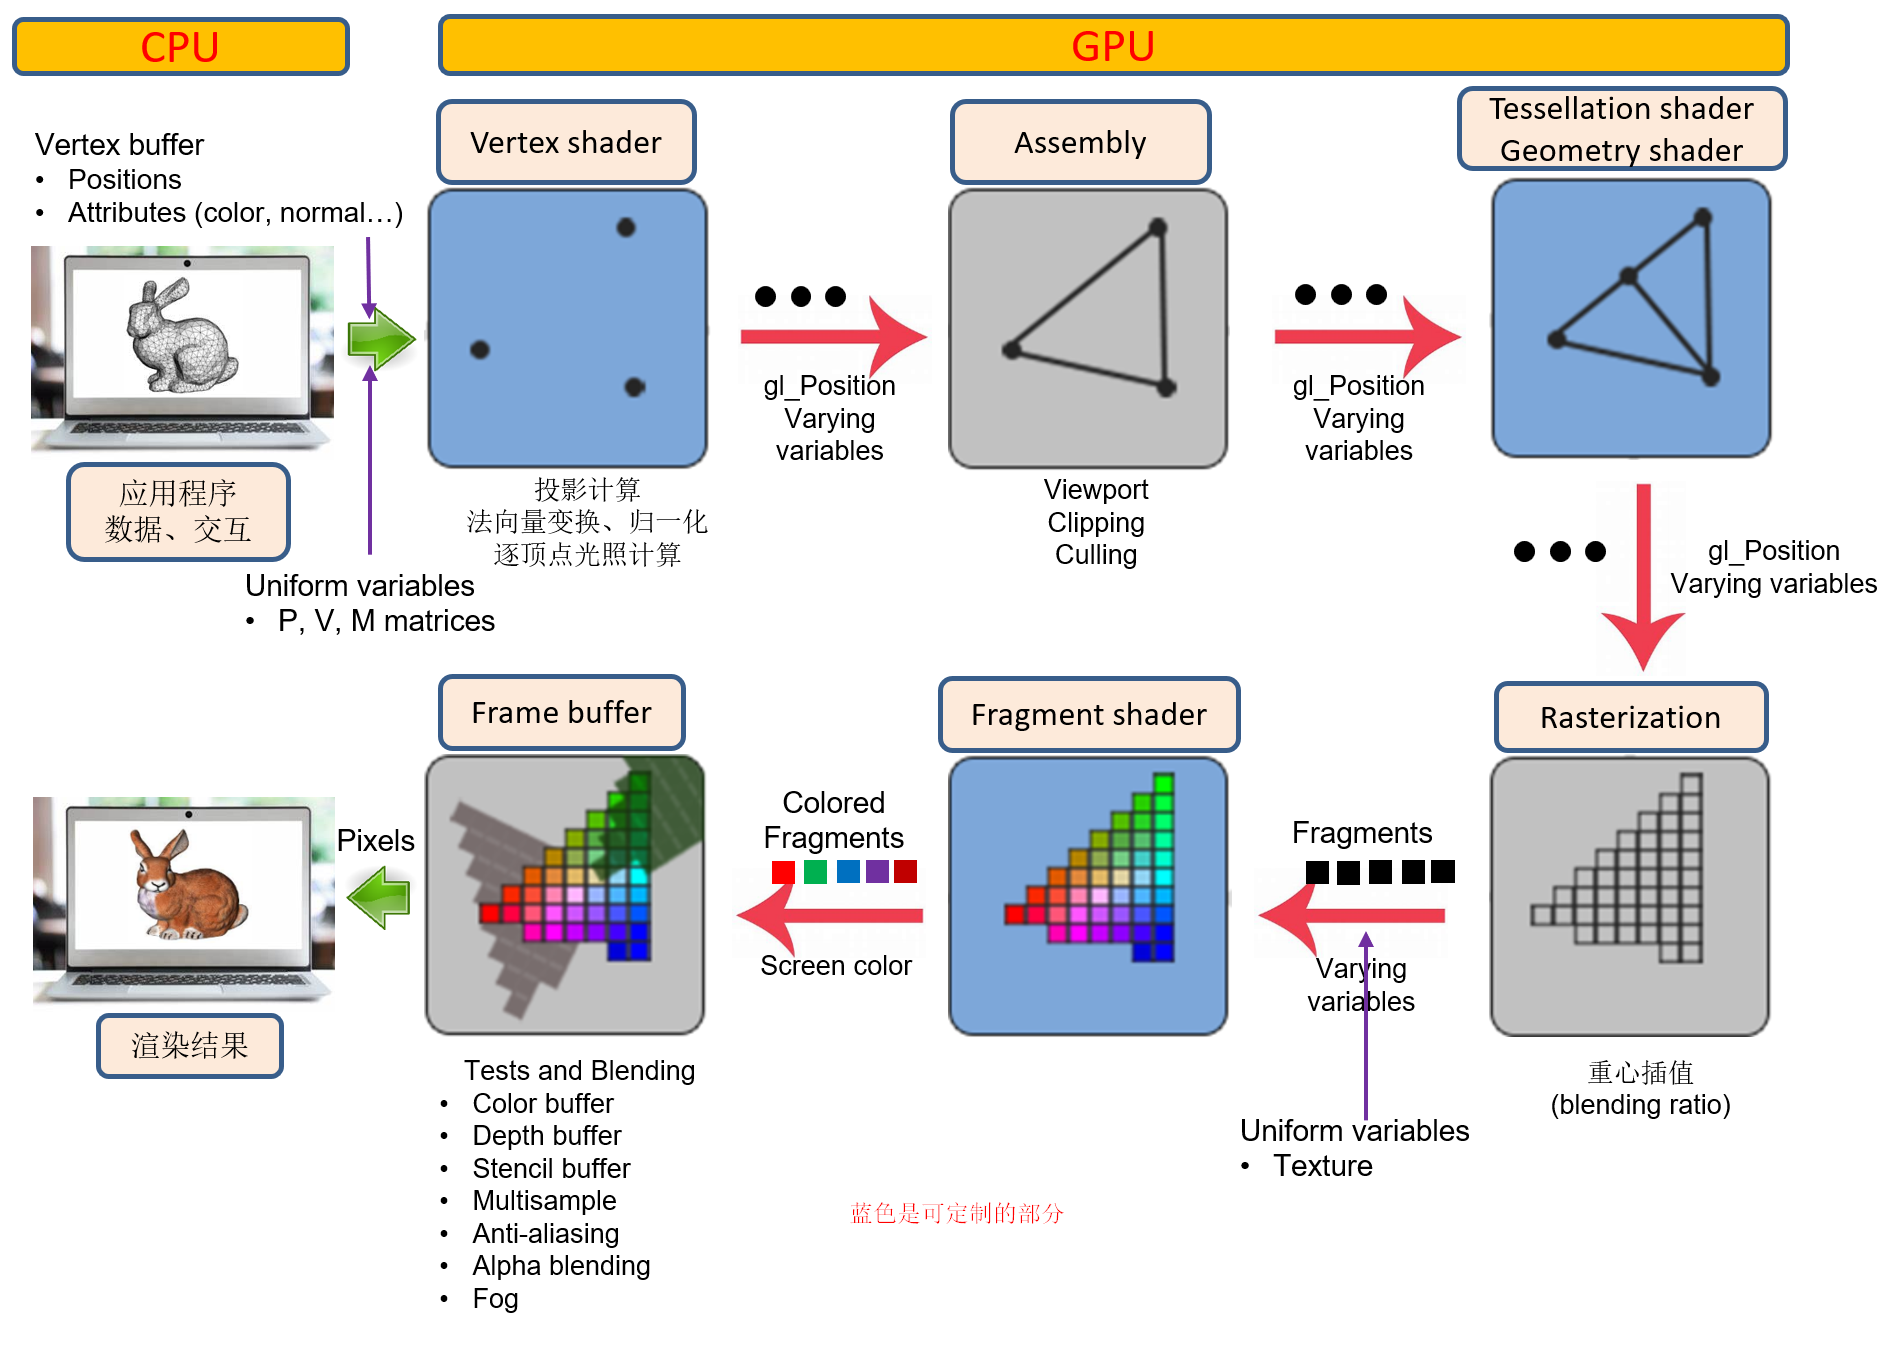 CPU
GPU
Vertex buffer
• Positions
• Attributes (color, normal…)
应用程序
数据、交互
Uniform variables
• P, V, M matrices
Vertex shader
投影计算
法向量变换、归一化
逐顶点光照计算
gl_Position
Varying
variables
Assembly
Viewport
Clipping
Culling
gl_Position
Varying
variables
Tessellation shader
Geometry shader
gl_Position
Varying variables
Rasterization
重心插值
(blending ratio)
Fragments
Varying
variables
Uniform variables
• Texture
Fragment shader
Colored
Fragments
Screen color
Frame buffer
Tests and Blending
• Color buffer
• Depth buffer
• Stencil buffer
• Multisample
• Anti-aliasing
• Alpha blending
• Fog
Pixels
渲染结果
蓝色是可定制的部分